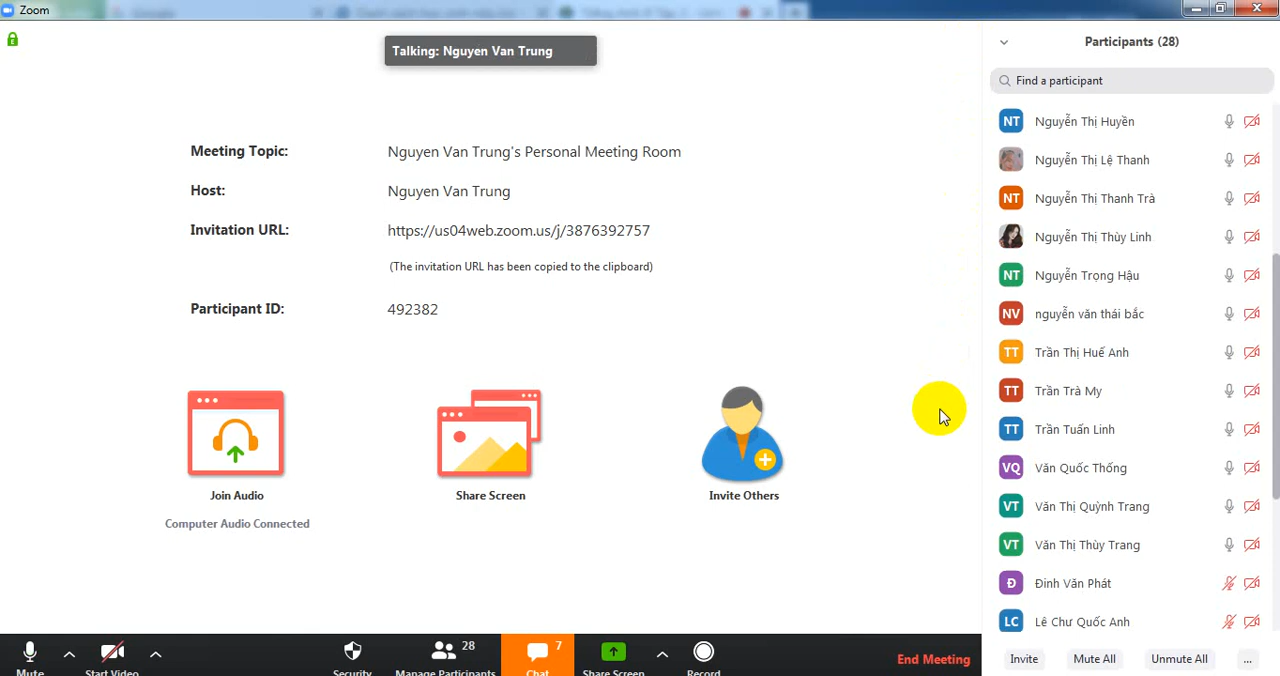 Zoom
Talking: Nguyen Van Trung
Meeting Topic: Nguyen Van Trung's Personal Meeting Room
Host: Nguyen Van Trung
Invitation URL: https://us04web.zoom.us/j/3876392757
(The invitation URL has been copied to the clipboard)
Participant ID: 492382
Join Audio
Computer Audio Connected
Share Screen
Invite Others
Participants (28)
Find a participant
NT Nguyễn Thị Huyền
Nguyễn Thị Lệ Thanh
NT Nguyễn Thị Thanh Trà
Nguyễn Thị Thùy Linh
NT Nguyễn Trọng Hậu
NV nguyễn văn thái bắc
TT Trần Thị Huế Anh
TT Trần Trà My
TT Trần Tuấn Linh
VQ Văn Quốc Thống
VT Văn Thị Quỳnh Trang
VT Văn Thị Thùy Trang
Đ Đinh Văn Phát
LC Lê Chư Quốc Anh
Invite Mute All Unmute All ...
Mute
Start Video
Security
Manage Participants 28
Chat 7
Share Screen
Record
End Meeting